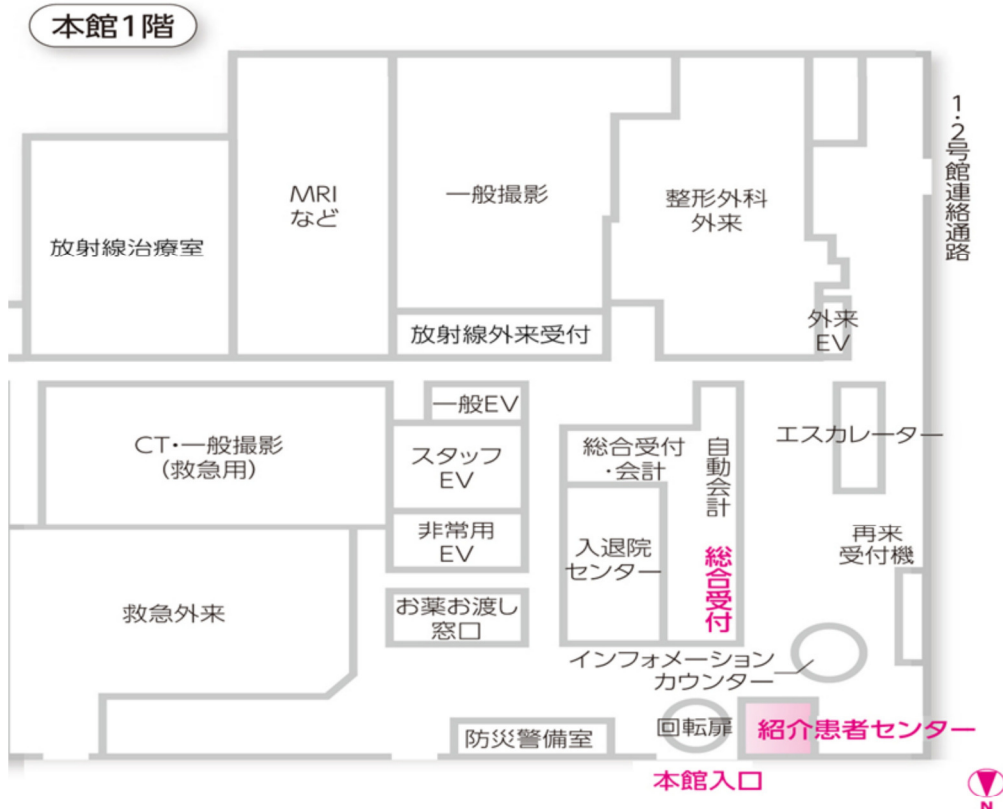 本館1階
1・2号館連絡通路
MRI
など
一般撮影
整形外科
外来
放射線治療室
放射線外来受付
外来
EV
一般EV
CT・一般撮影
(救急用)
スタッフ
EV
総合受付
・会計
自動会計
エスカレーター
非常用
EV
入退院
センター
総合受付
再来
受付機
救急外来
お薬お渡し
窓口
インフォメーション
カウンター
防災警備室
回転扉
紹介患者センター
本館入口
N